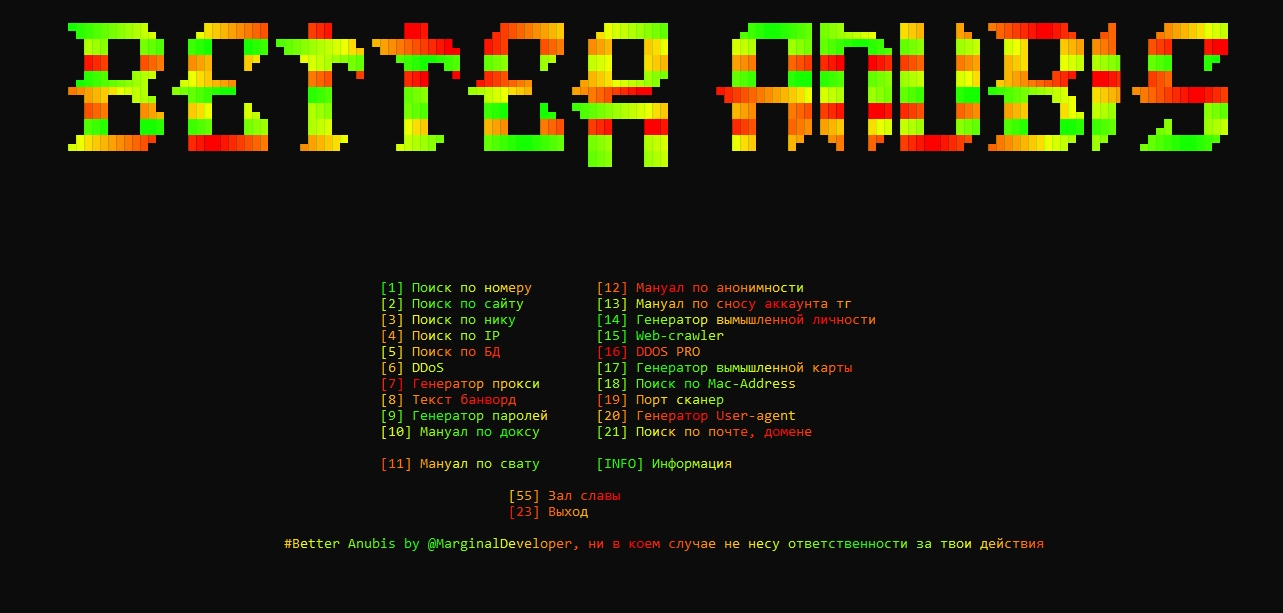 BETTER ANUBIS
[1] Поиск по номеру [12] Мануал по анонимности
[2] Поиск по сайту [13] Мануал по сносу аккаунта тг
[3] Поиск по нику [14] Генератор вымышленной личности
[4] Поиск по IP [15] Web-crawler
[5] Поиск по БД [16] DDOS PRO
[6] DDoS [17] Генератор вымышленной карты
[7] Генератор прокси [18] Поиск по Mac-Address
[8] Текст банворд [19] Порт сканер
[9] Генератор паролей [20] Генератор User-agent
[10] Мануал по доксу [21] Поиск по почте, домене
[11] Мануал по свату [INFO] Информация
[55] Зал славы
[23] Выход
#Better Anubis by @MarginalDeveloper, ни в коем случае не несу ответственности за твои действия